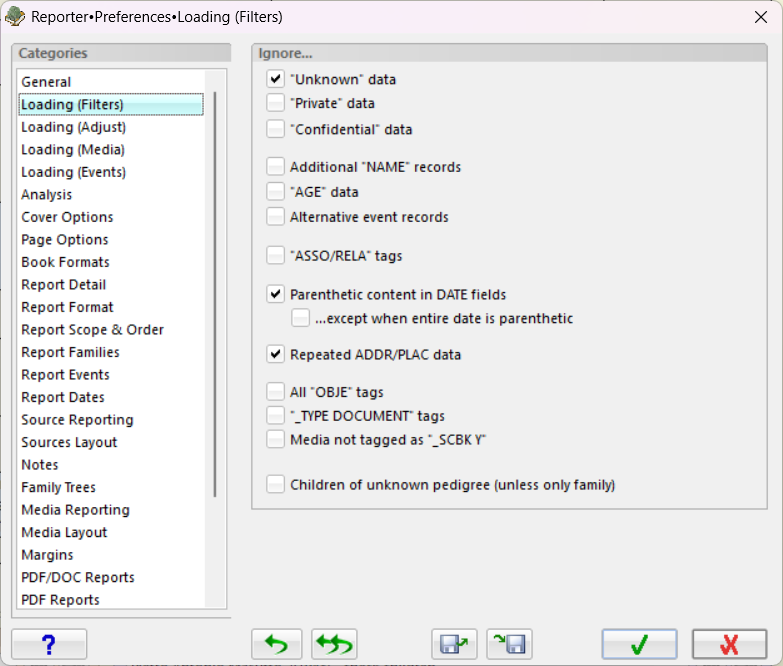 Reporter•Preferences•Loading (Filters)
Categories
General
Loading (Filters)
Loading (Adjust)
Loading (Media)
Loading (Events)
Analysis
Cover Options
Page Options
Book Formats
Report Detail
Report Format
Report Scope & Order
Report Families
Report Events
Report Dates
Source Reporting
Sources Layout
Notes
Family Trees
Media Reporting
Media Layout
Margins
PDF/DOC Reports
PDF Reports
Ignore...
"Unknown" data
"Private" data
"Confidential" data
Additional "NAME" records
"AGE" data
Alternative event records
"ASSO/RELA" tags
Parenthetic content in DATE fields
...except when entire date is parenthetic
Repeated ADDR/PLAC data
All "OBJE" tags
"_TYPE DOCUMENT" tags
Media not tagged as "_SCBK Y"
Children of unknown pedigree (unless only family)
?